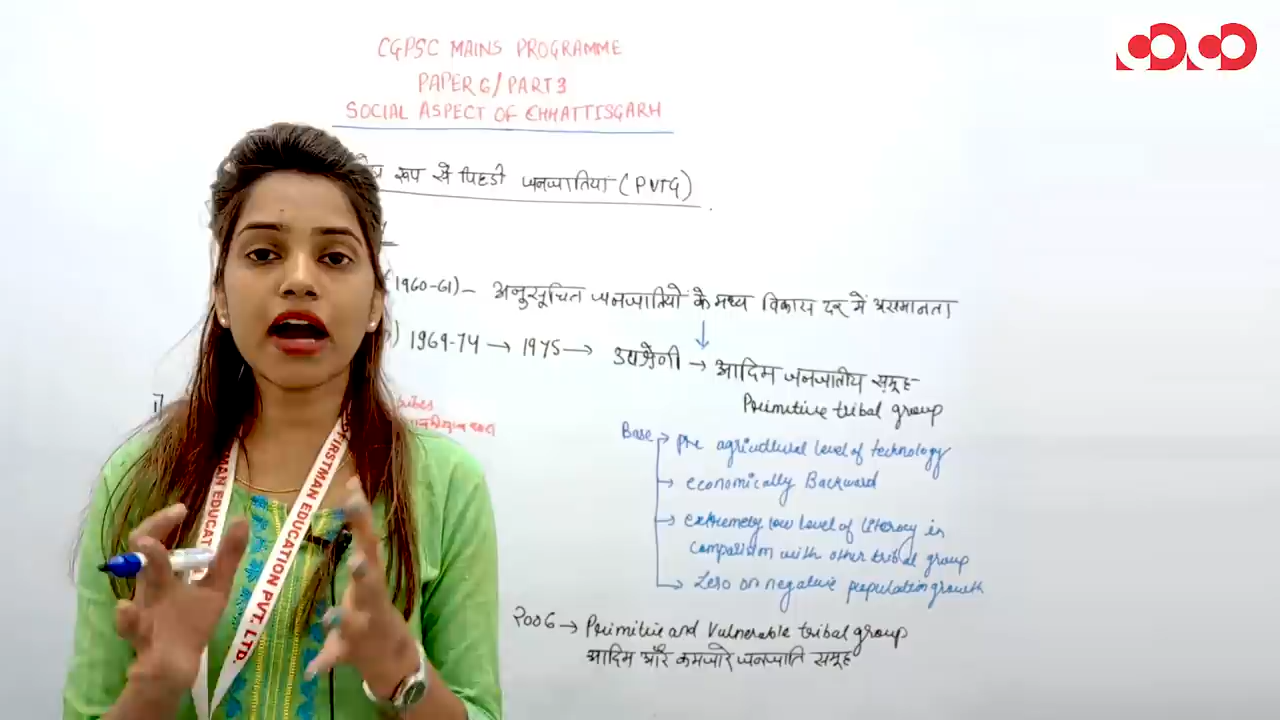 CGPSC MAINS PROGRAMME
PAPER 6/PART 3
SOCIAL ASPECT OF CHHATTISGARH
रूप से पिछडी जनजातियां (PVTG)
(1960-61) - अनुसूचित जनजातियों के मध्य विकाय दर में असमानता
1969-74 → 1975 → उपश्रेणी → आदिम जनजातीय समूह
Primitive tribal group
Base → pre agricultural level of technology
→ economically Backward
→ extremely low level of literacy in
comparision with other tribal group
→ Zero or negative population growth
2006 → Primitive and Vulnerable tribal group
आदिम और कमजोर जनजाति समूह
MAN EDUCAT
FIRSTMAN EDUCATION PVT. LTD.